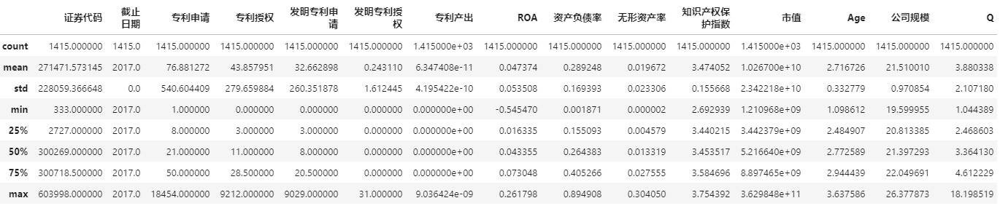 证券代码 截止日期 专利申请 专利授权 发明专利申请 发明专利授权 专利产出 ROA 资产负债率 无形资产率 知识产权保护指数 市值 Age 公司规模 Q
count 1415.000000 1415.0 1415.000000 1415.000000 1415.000000 1415.000000 1.415000e+03 1415.000000 1415.000000 1415.000000 1415.000000 1.415000e+03 1415.000000 1415.000000 1415.000000
mean 271471.573145 2017.0 76.881272 43.857951 32.662898 0.243110 6.347408e-11 0.047374 0.289248 0.019672 3.474052 1.026700e+10 2.716726 21.510010 3.880338
std 228059.366648 0.0 540.604409 279.659884 260.351878 1.612445 4.195422e-10 0.053508 0.169393 0.023306 0.155668 2.342218e+10 0.332779 0.970854 2.107180
min 333.000000 2017.0 1.000000 0.000000 0.000000 0.000000 0.000000e+00 -0.545470 0.001871 0.000002 2.692939 1.210968e+09 1.098612 19.599955 1.044389
25% 2727.000000 2017.0 8.000000 3.000000 3.000000 0.000000 0.000000e+00 0.016335 0.155093 0.004579 3.440215 3.442379e+09 2.484907 20.813385 2.468603
50% 300269.000000 2017.0 21.000000 11.000000 8.000000 0.000000 0.000000e+00 0.043355 0.264383 0.013319 3.453517 5.216640e+09 2.772589 21.397293 3.364130
75% 300718.500000 2017.0 50.000000 28.500000 20.500000 0.000000 0.000000e+00 0.073048 0.405266 0.027555 3.584696 8.897465e+09 2.944439 22.049691 4.612229
max 603998.000000 2017.0 18454.000000 9212.000000 9029.000000 31.000000 9.036424e-09 0.261798 0.894908 0.304050 3.754392 3.629848e+11 3.637586 26.377873 18.198519